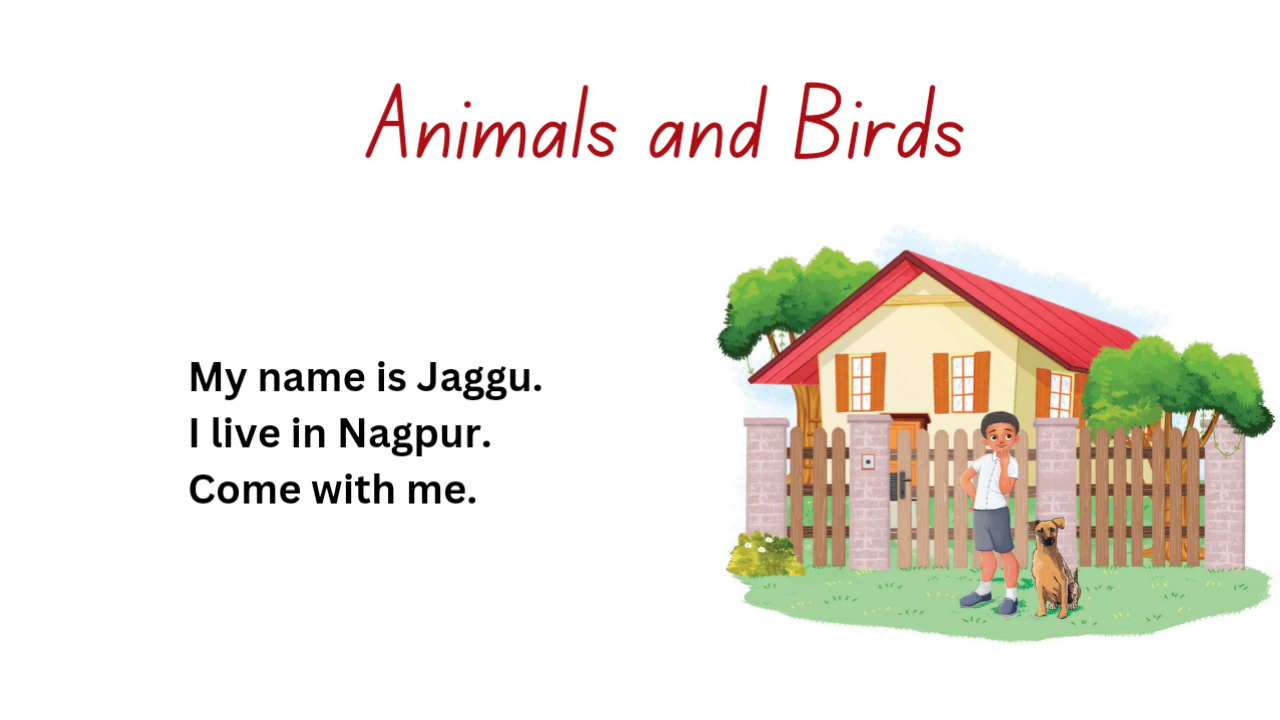 Animals and Birds
My name is Jaggu.
I live in Nagpur.
Come with me.